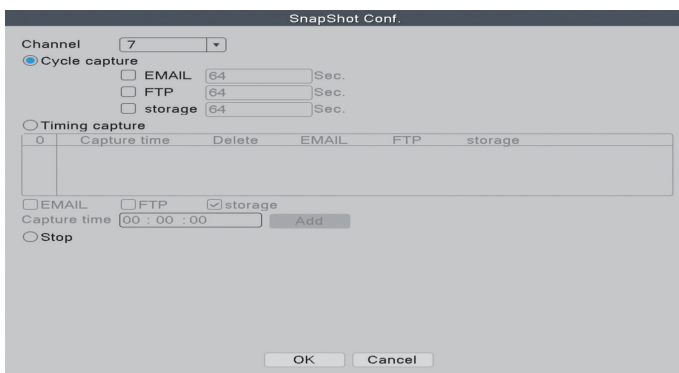 SnapShot Conf.
Channel 7
Cycle capture
EMAIL 64 Sec.
FTP 64 Sec.
storage 64 Sec.
Timing capture
0 Capture time Delete EMAIL FTP storage
EMAIL FTP storage
Capture time 00 : 00 : 00 Add
Stop
OK Cancel